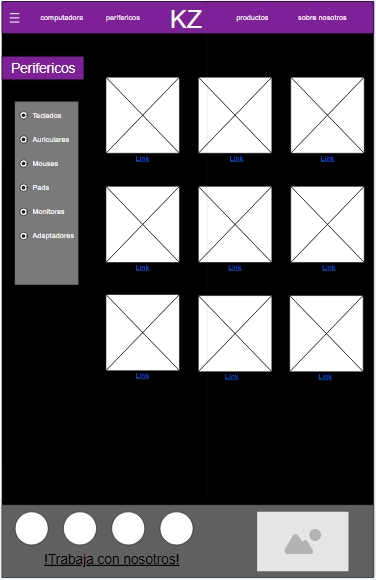 computadora perifericos KZ productos sobre nosotros
Perifericos
Teclados
Auriculares
Mouses
Pads
Monitores
Adaptadores
Link Link Link
Link Link Link
Link Link Link
!Trabaja con nosotros!